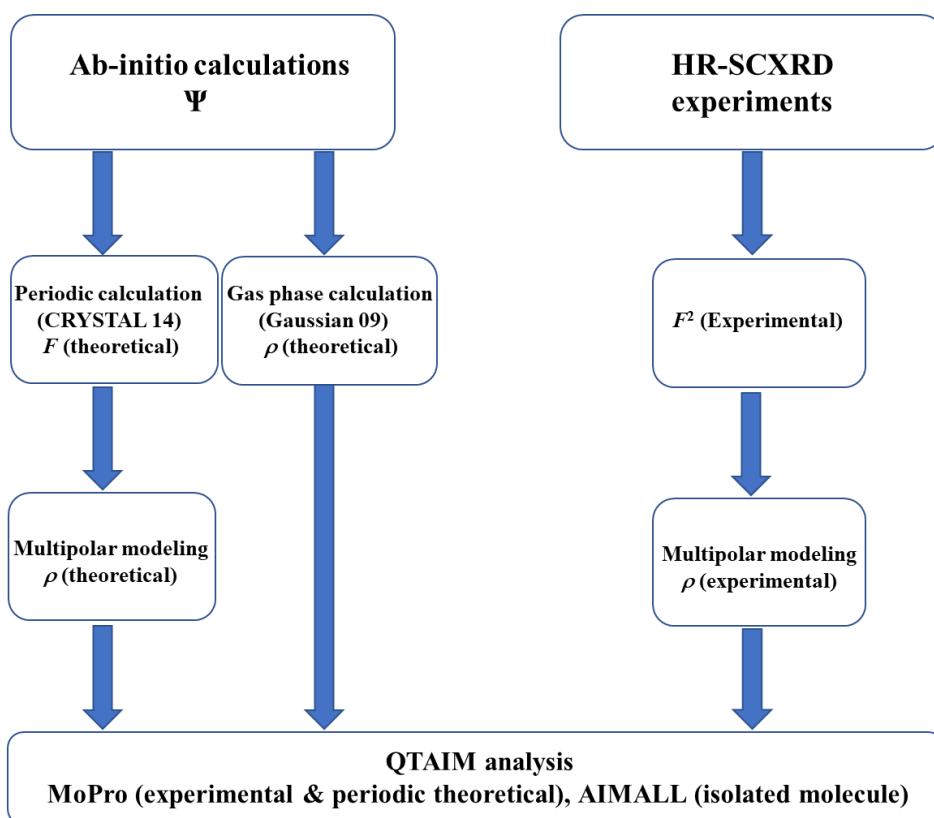 Ab-initio calculations
Ψ
HR-SCXRD
experiments
Periodic calculation
(CRYSTAL 14)
F (theoretical)
Gas phase calculation
(Gaussian 09)
ρ (theoretical)
F² (Experimental)
Multipolar modeling
ρ (theoretical)
Multipolar modeling
ρ (experimental)
QTAIM analysis
MoPro (experimental & periodic theoretical), AIMALL (isolated molecule)